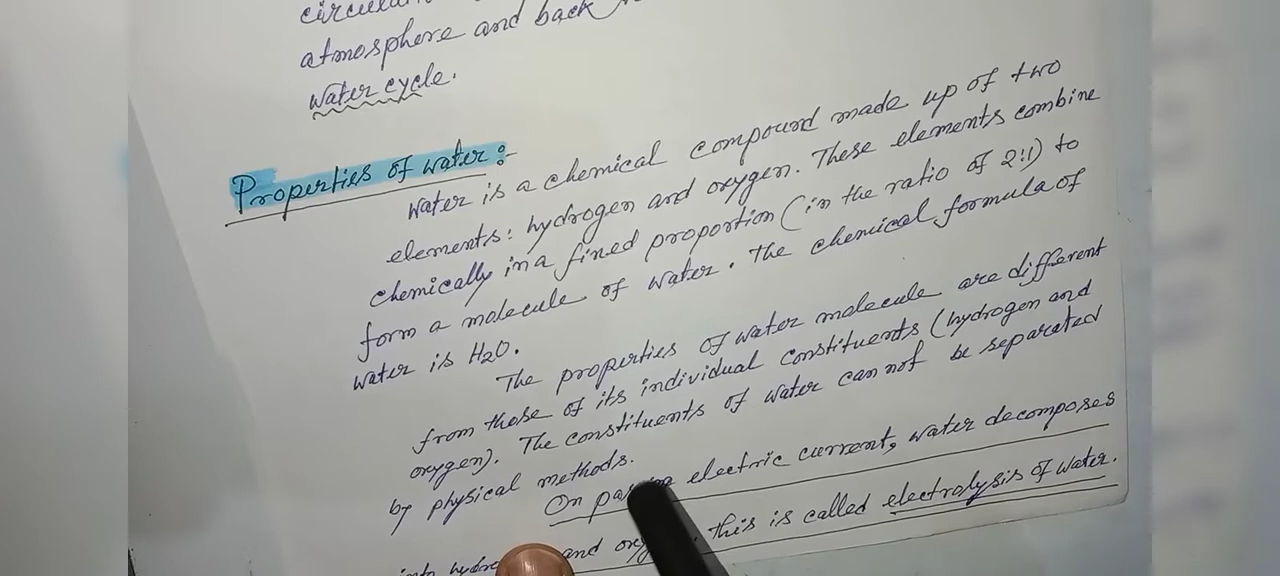 atmosphere and back
water cycle.
Properties of water:-
Water is a chemical compound made up of two
elements: hydrogen and oxygen. These elements combine
chemically in a fined proportion (in the ratio of 2:1) to
form a molecule of water. The chemical formula of
water is H2O.
The properties of water molecule are different
from those of its individual constituents (hydrogen and
oxygen). The constituents of water can not be separated
by physical methods.
On electric current, water decomposes
into and this is called electrolysis of water.